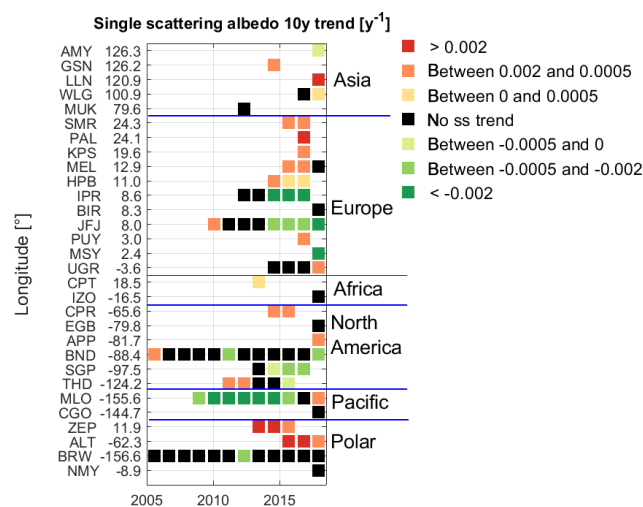 Single scattering albedo 10y trend [y⁻¹]
AMY 126.3
GSN 126.2
LLN 120.9
WLG 100.9
MUK 79.6
SMR 24.3
PAL 24.1
KPS 19.6
MEL 12.9
HPB 11.0
IPR 8.6
BIR 8.3
JFJ 8.0
PUY 3.0
MSY 2.4
UGR -3.6
CPT 18.5
IZO -16.5
CPR -65.6
EGB -79.8
APP -81.7
BND -88.4
SGP -97.5
THD -124.2
MLO -155.6
CGO -144.7
ZEP 11.9
ALT -62.3
BRW -156.6
NMY -8.9
Longitude [°]
2005 2010 2015
Asia
Europe
Africa
North
America
Pacific
Polar
> 0.002
Between 0.002 and 0.0005
Between 0 and 0.0005
No ss trend
Between -0.0005 and 0
Between -0.0005 and -0.002
< -0.002